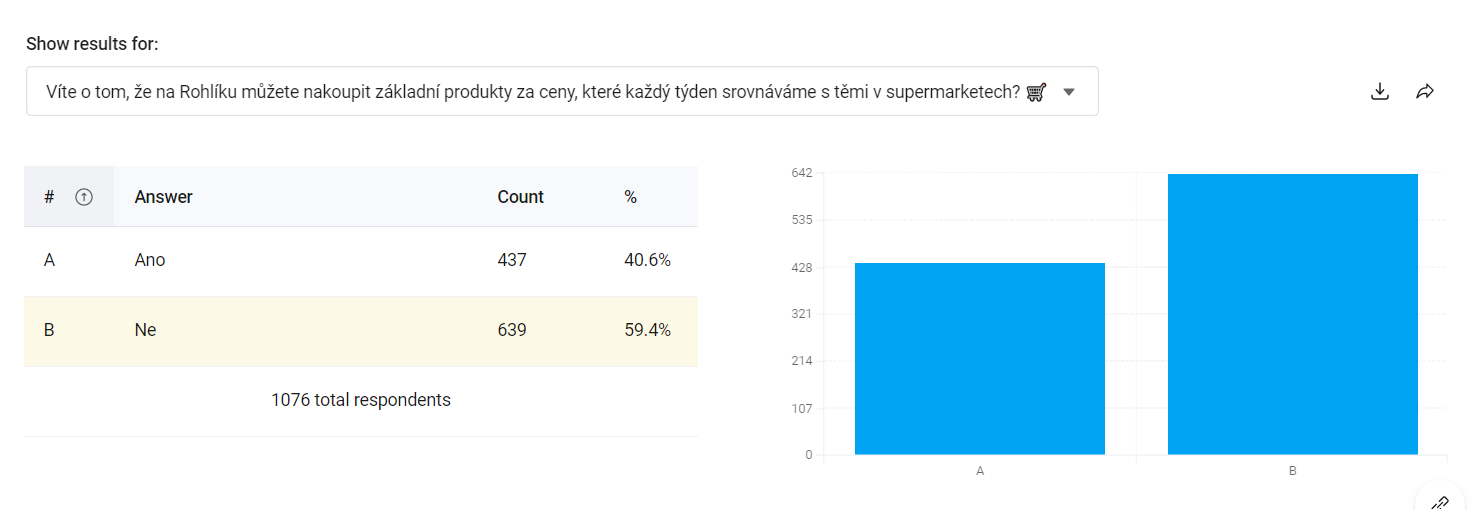 Show results for:
Víte o tom, že na Rohlíku můžete nakoupit základní produkty za ceny, které každý týden srovnáváme s těmi v supermarketech? 🛒
# Answer Count %
A Ano 437 40.6%
B Ne 639 59.4%
1076 total respondents
642
535
428
321
214
107
0
A B